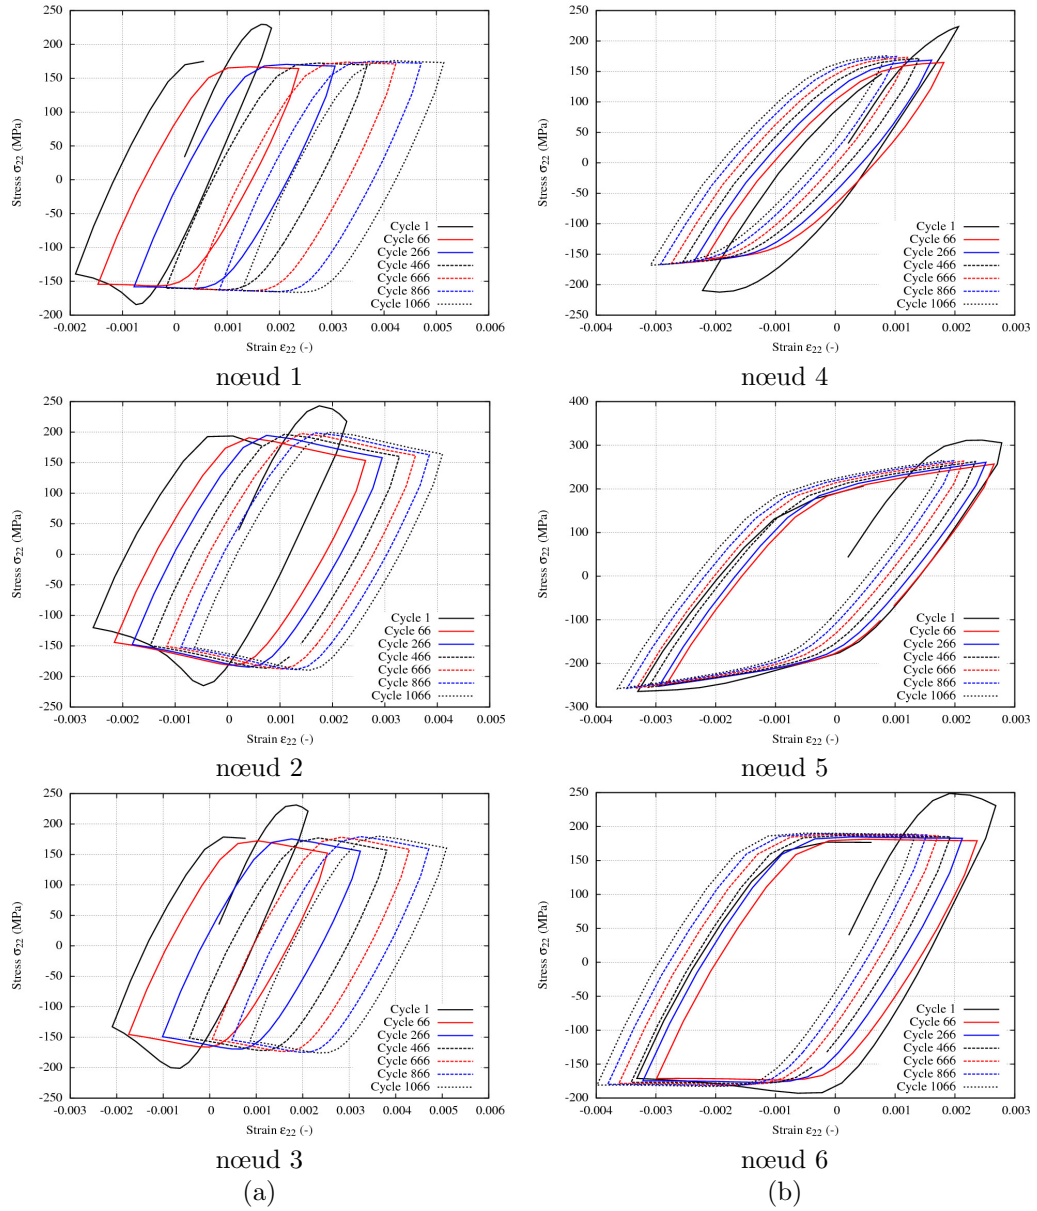 250
200
150
100
50
0
-50
-100
-150
-200
-0.002 -0.001 0 0.001 0.002 0.003 0.004 0.005 0.006
Stress σ22 (MPa)
Strain ε22 (-)
Cycle 1
Cycle 66
Cycle 266
Cycle 466
Cycle 666
Cycle 866
Cycle 1066
nœud 1
250
200
150
100
50
0
-50
-100
-150
-200
-250
-0.004 -0.003 -0.002 -0.001 0 0.001 0.002 0.003
Stress σ22 (MPa)
Strain ε22 (-)
Cycle 1
Cycle 66
Cycle 266
Cycle 466
Cycle 666
Cycle 866
Cycle 1066
nœud 4
250
200
150
100
50
0
-50
-100
-150
-200
-250
-0.003 -0.002 -0.001 0 0.001 0.002 0.003 0.004 0.005
Stress σ22 (MPa)
Strain ε22 (-)
Cycle 1
Cycle 66
Cycle 266
Cycle 466
Cycle 666
Cycle 866
Cycle 1066
nœud 2
400
300
200
100
0
-100
-200
-300
-0.004 -0.003 -0.002 -0.001 0 0.001 0.002 0.003
Stress σ22 (MPa)
Strain ε22 (-)
Cycle 1
Cycle 66
Cycle 266
Cycle 466
Cycle 666
Cycle 866
Cycle 1066
nœud 5
250
200
150
100
50
0
-50
-100
-150
-200
-250
-0.003 -0.002 -0.001 0 0.001 0.002 0.003 0.004 0.005 0.006
Stress σ22 (MPa)
Strain ε22 (-)
Cycle 1
Cycle 66
Cycle 266
Cycle 466
Cycle 666
Cycle 866
Cycle 1066
nœud 3
(a)
250
200
150
100
50
0
-50
-100
-150
-200
-0.004 -0.003 -0.002 -0.001 0 0.001 0.002 0.003
Stress σ22 (MPa)
Strain ε22 (-)
Cycle 1
Cycle 66
Cycle 266
Cycle 466
Cycle 666
Cycle 866
Cycle 1066
nœud 6
(b)